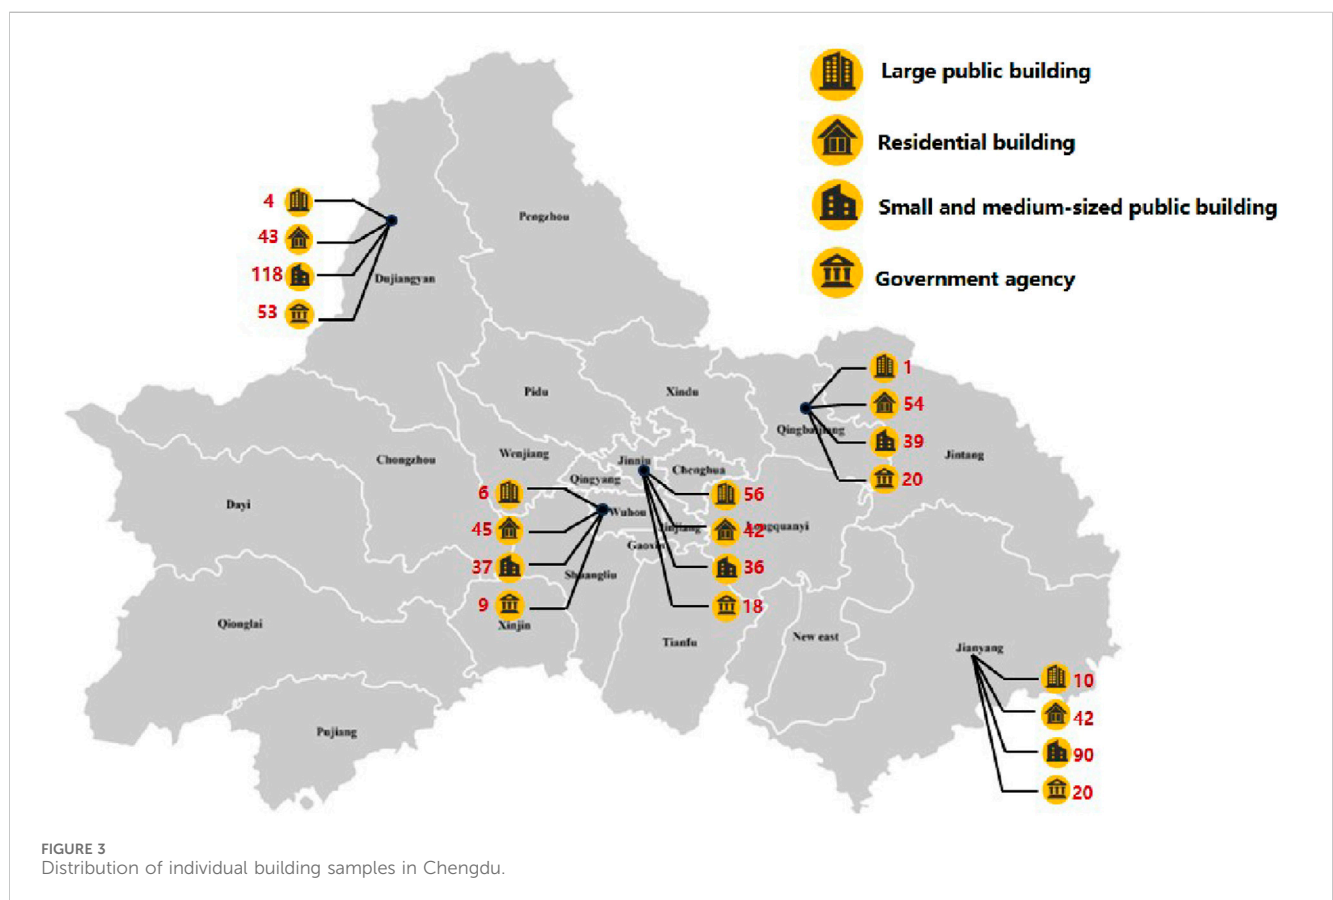 Large public building
Residential building
Small and medium-sized public building
Government agency
4
43
118
53
Pengzhou
Dujiangyan
1
54
39
20
Pidu
Xindu
Qingbaijiang
Jintang
Wenjiang
Chongzhou
Jinniu
Chenghua
Qingyang
Dayi
6
45
37
9
Wuhou
Jinjiang
Longquanyi
Gaoxin
Shuangliu
56
42
36
18
Xinjin
Qionglai
Tianfu
New east
Jianyang
10
42
90
20
Pujiang
FIGURE 3
Distribution of individual building samples in Chengdu.